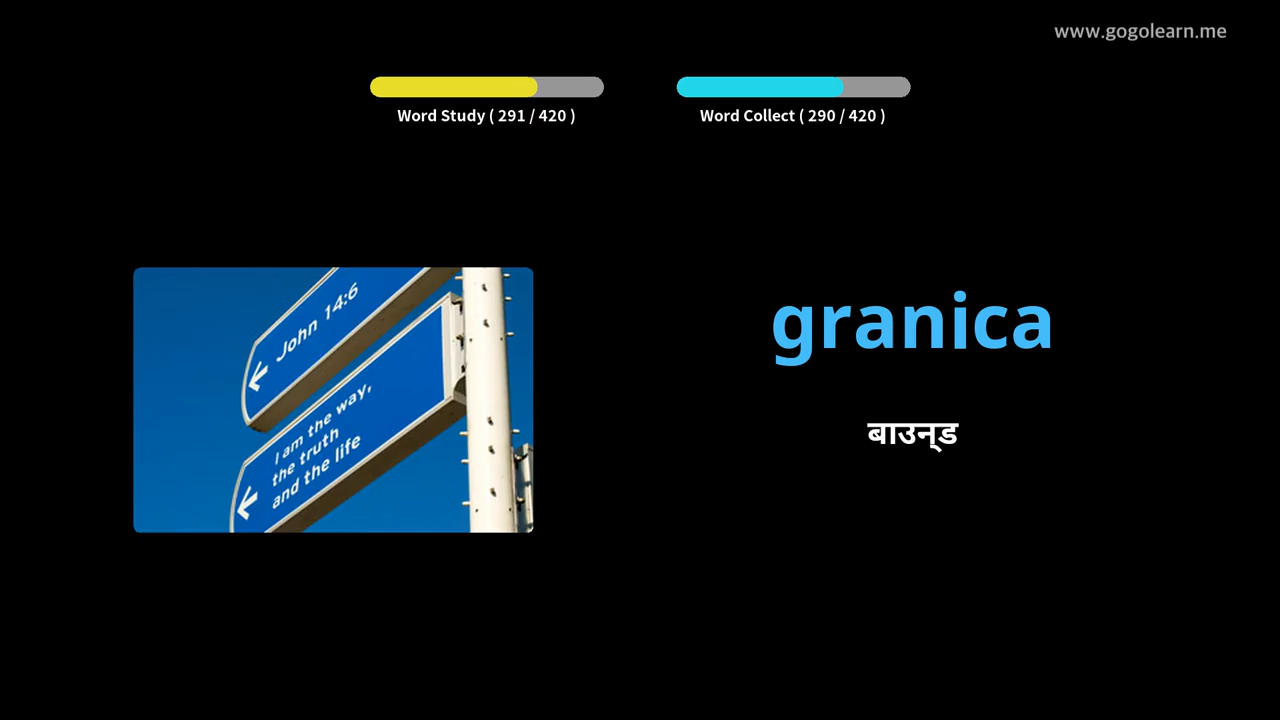 www.gogolearn.me
Word Study ( 291 / 420 )
Word Collect ( 290 / 420 )
John 14:6
I am the way,
the truth
and the life
granica
बाउन्ड